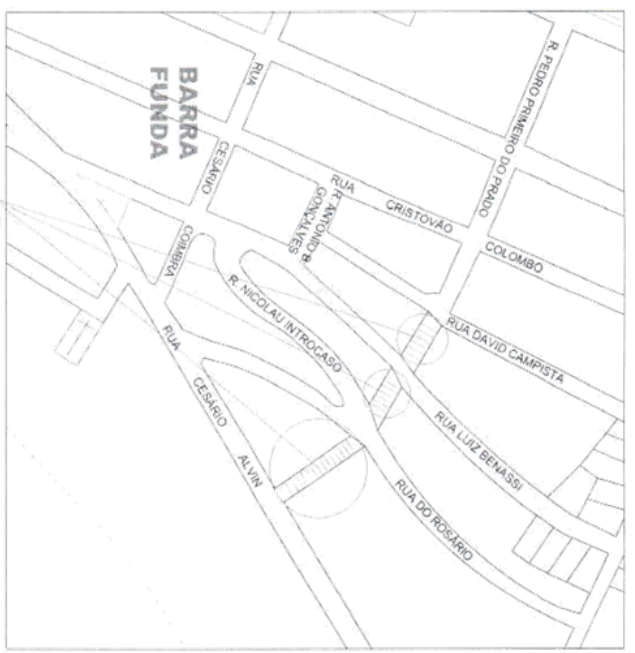 R. PEDRO PRIMEIRO DO PRADO
BARRA
FUNDA
RUA
CESÁRIO
COIMBRA
RUA
CRISTOVÃO
COLOMBO
R. ANTONIO B.
GONÇALVES
R. NICOLAU INTROCASO
RUA DAVID CAMPISTA
RUA LUIZ BENASSI
RUA DO ROSÁRIO
RUA
CESÁRIO
ALVIN